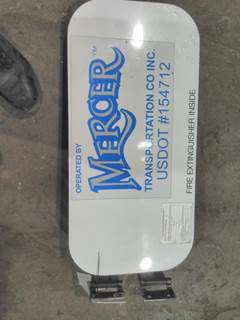 OPERATED BY
MERCER™
TRANSPORTATION CO INC.
USDOT #154712
FIRE EXTINGUISHER INSIDE